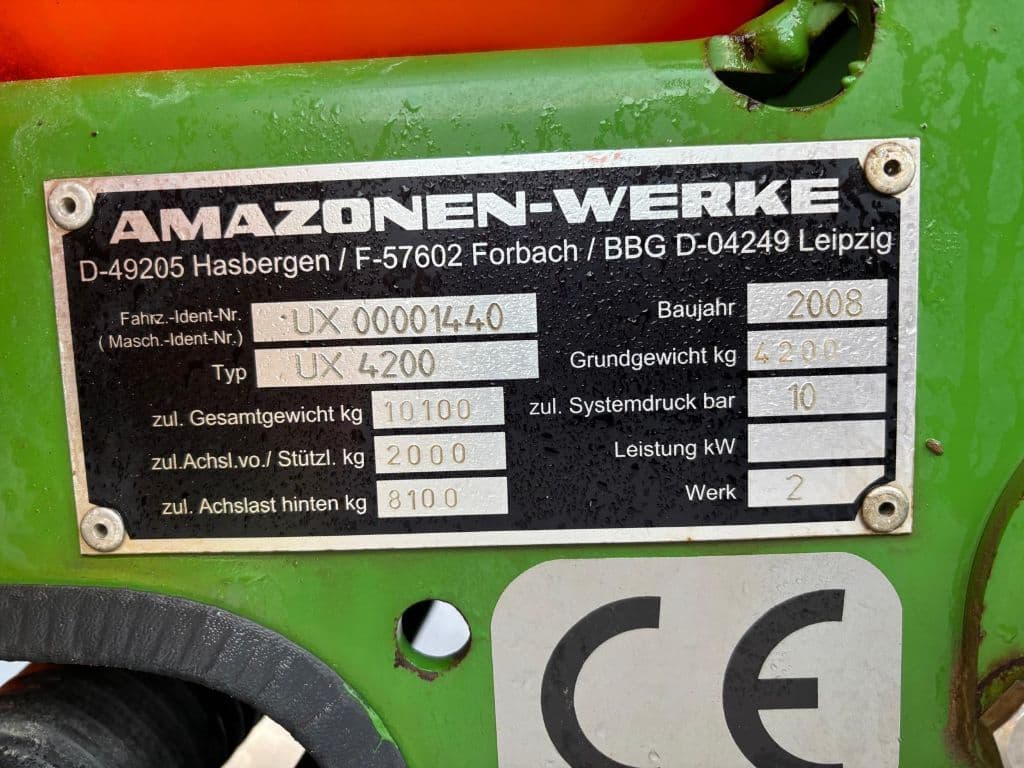 AMAZONEN-WERKE
D-49205 Hasbergen / F-57602 Forbach / BBG D-04249 Leipzig
Fahrz.-Ident-Nr.
(Masch.-Ident-Nr.) UX 00001440
Typ UX 4200
zul. Gesamtgewicht kg 10100
zul.Achsl.vo./ Stützl. kg 2000
zul. Achslast hinten kg 8100
Baujahr 2008
Grundgewicht kg 4200
zul. Systemdruck bar 10
Leistung kW
Werk 2
CE